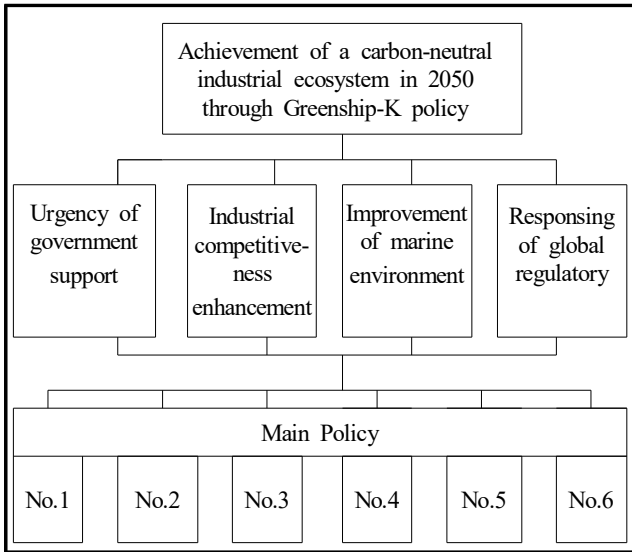 Achievement of a carbon-neutral
industrial ecosystem in 2050
through Greenship-K policy
Urgency of
government
support
Industrial
competitive-
ness
enhancement
Improvement
of marine
environment
Responsing
of global
regulatory
Main Policy
No.1
No.2
No.3
No.4
No.5
No.6